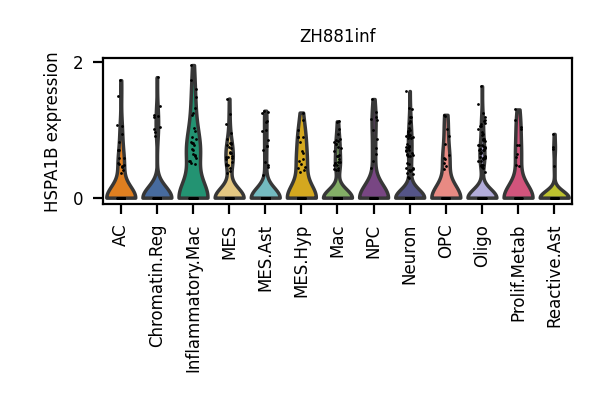 ZH881inf
HSPA1B expression
2
0
AC
Chromatin.Reg
Inflammatory.Mac
MES
MES.Ast
MES.Hyp
Mac
NPC
Neuron
OPC
Oligo
Prolif.Metab
Reactive.Ast